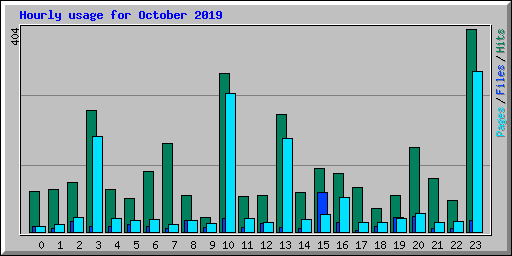 Hourly usage for October 2019
404
Pages / Files / Hits
0 1 2 3 4 5 6 7 8 9 10 11 12 13 14 15 16 17 18 19 20 21 22 23